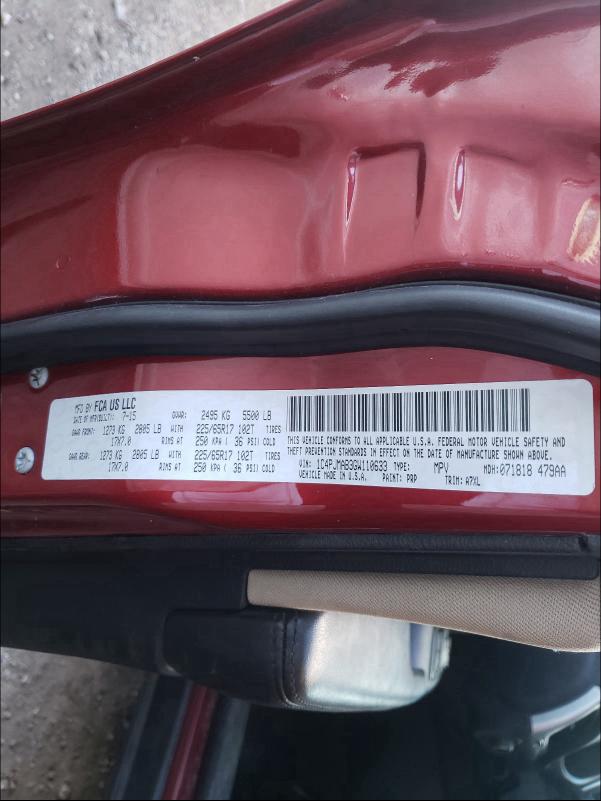 MFD BY FCA US LLC
DATE OF MFR(BUILT): 7-15 GVWR: 2495 KG 5500 LB
GAWR FRONT: 1273 KG 2805 LB WITH 225/65R17 102T TIRES
17X7.0 RIMS AT 250 KPA ( 36 PSI) COLD
GAWR REAR: 1273 KG 2805 LB WITH 225/65R17 102T TIRES
17X7.0 RIMS AT 250 KPA ( 36 PSI) COLD
THIS VEHICLE CONFORMS TO ALL APPLICABLE U.S.A. FEDERAL MOTOR VEHICLE SAFETY AND
THEFT PREVENTION STANDARDS IN EFFECT ON THE DATE OF MANUFACTURE SHOWN ABOVE.
VIN: 1C4PJMAB3GW110633 TYPE: MPV MDH: 071818 479AA
VEHICLE MADE IN U.S.A. PAINT: PRP TRIM: A7XL